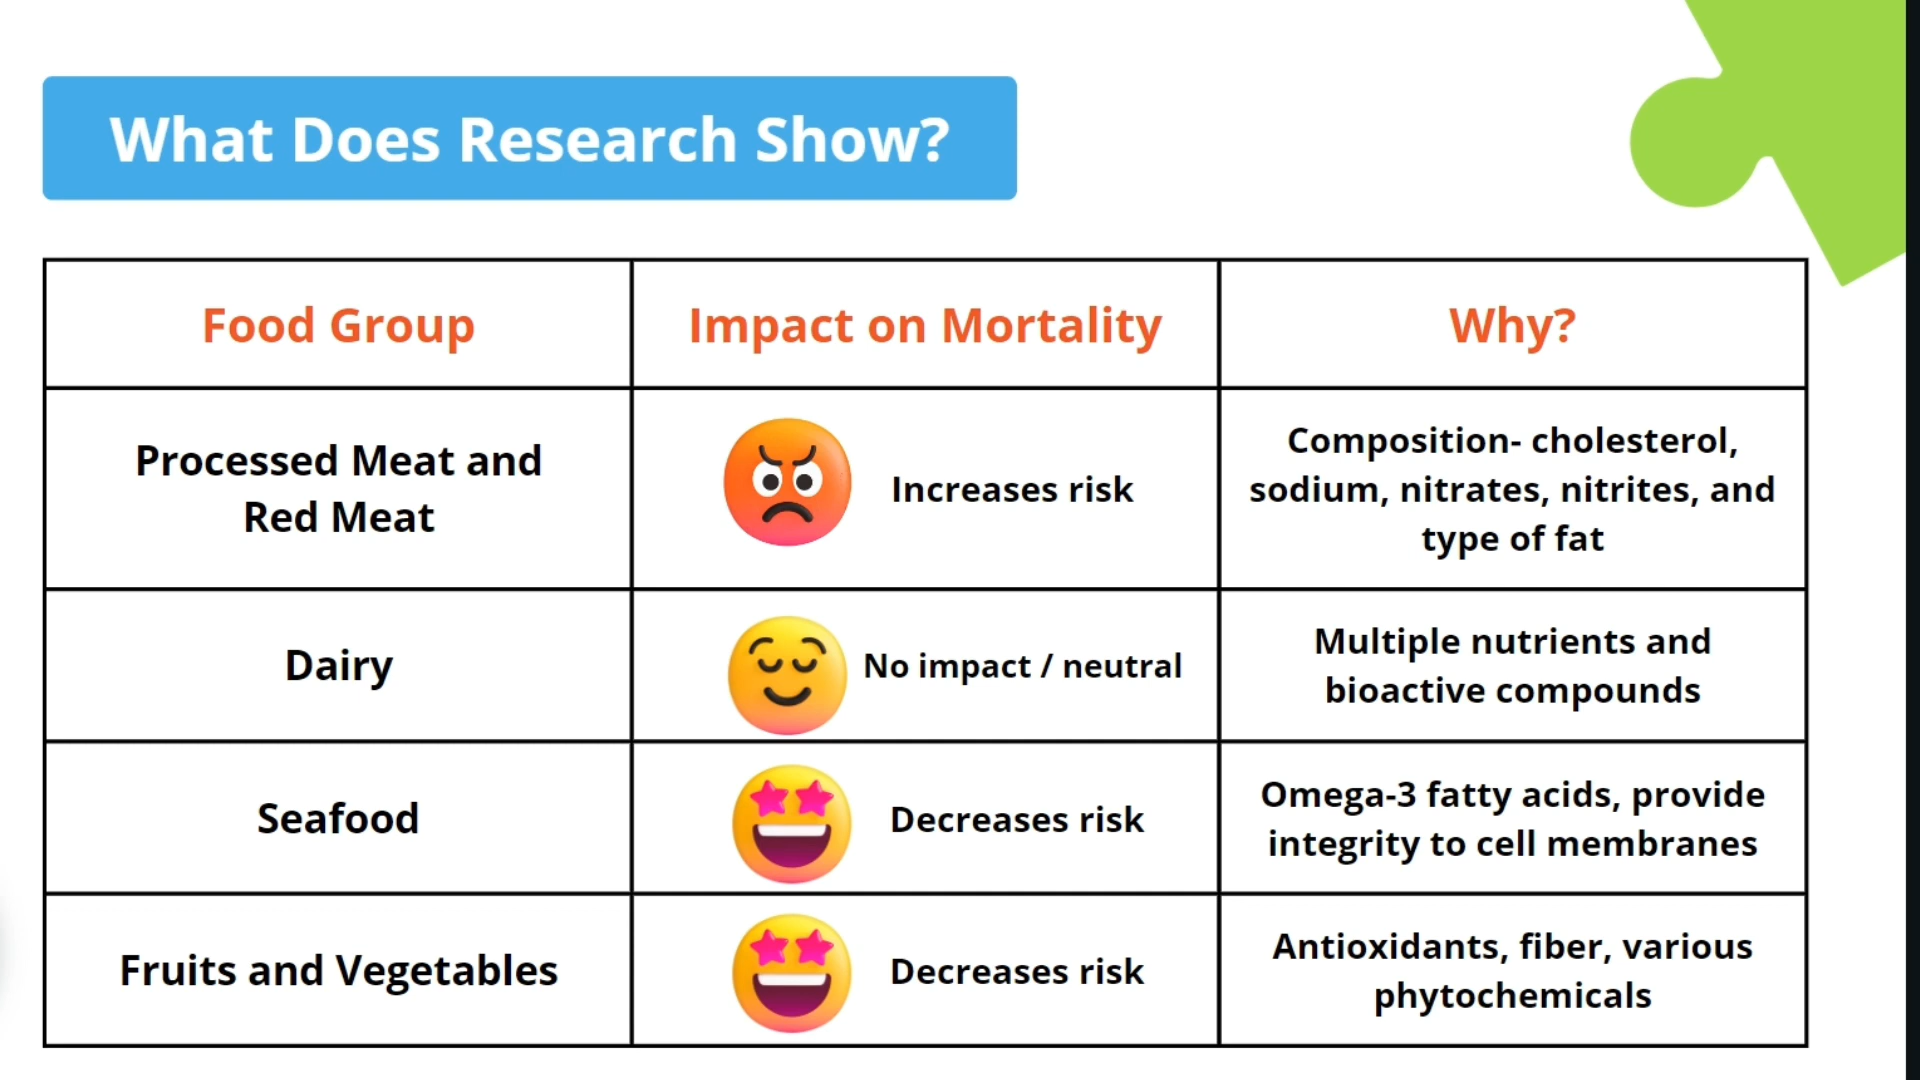 What Does Research Show?
Food Group
Impact on Mortality
Why?
Processed Meat and
Red Meat
Increases risk
Composition- cholesterol,
sodium, nitrates, nitrites, and
type of fat
Dairy
No impact / neutral
Multiple nutrients and
bioactive compounds
Seafood
Decreases risk
Omega-3 fatty acids, provide
integrity to cell membranes
Fruits and Vegetables
Decreases risk
Antioxidants, fiber, various
phytochemicals